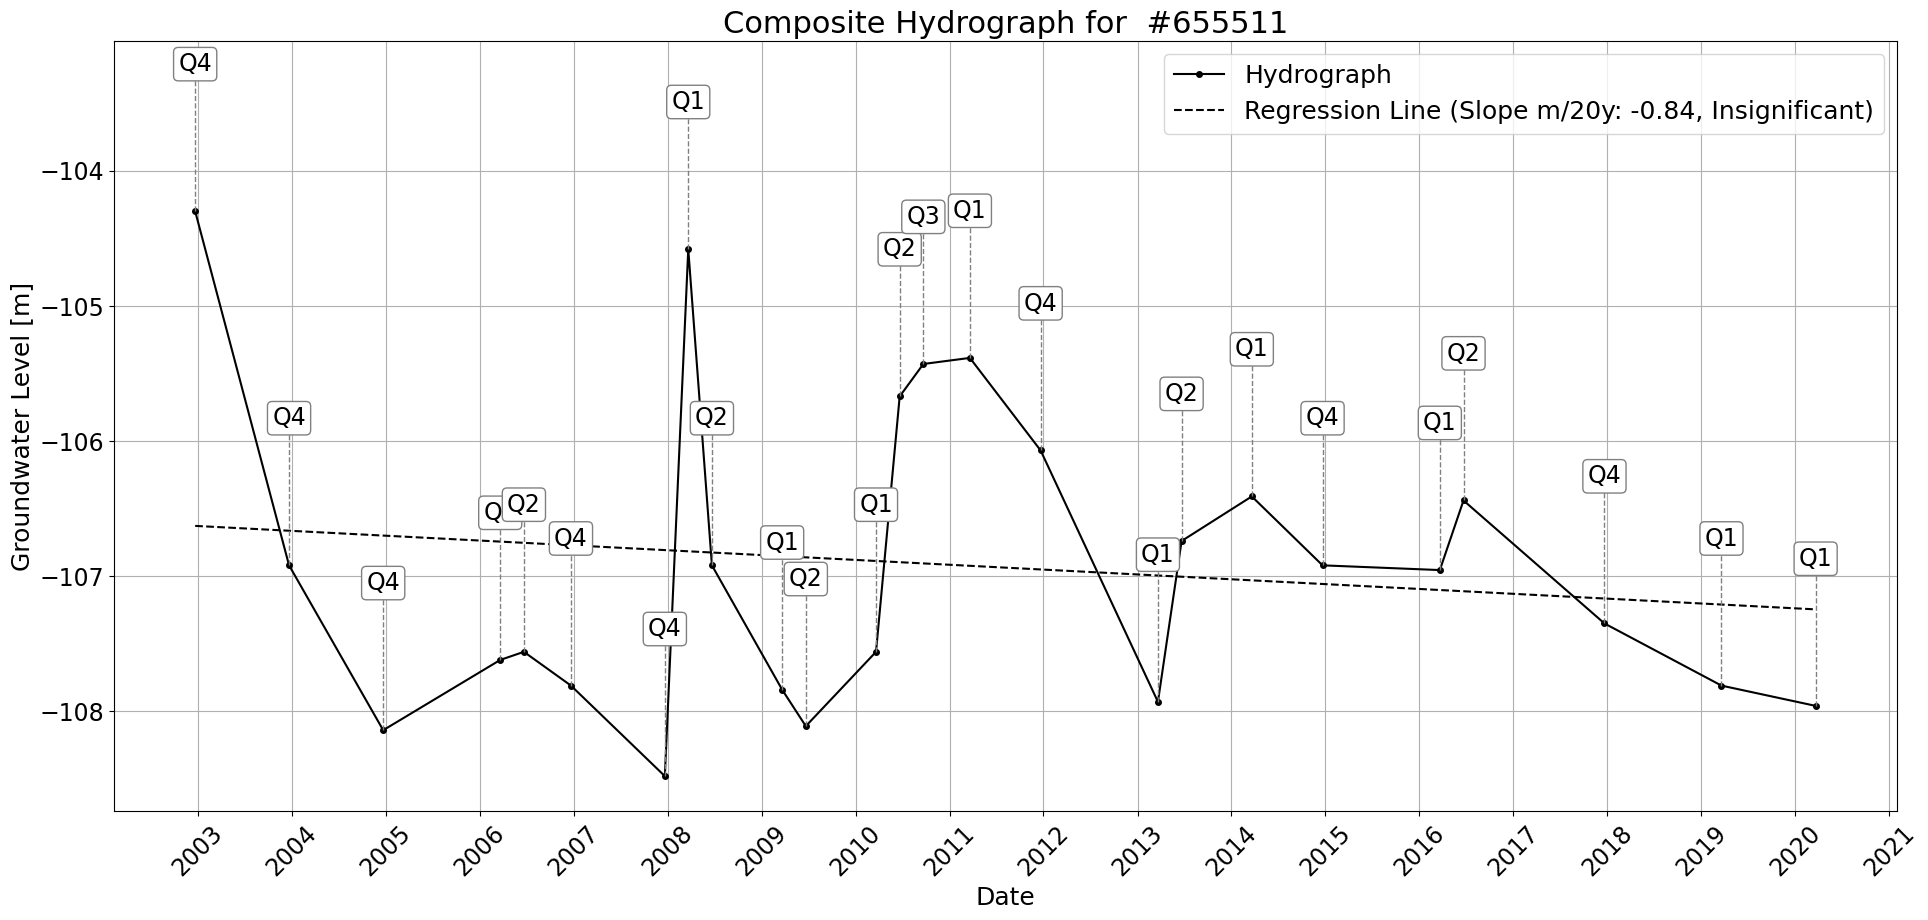 Composite Hydrograph for  #655511
Hydrograph
Regression Line (Slope m/20y: -0.84, Insignificant)
Groundwater Level [m]
−104
−105
−106
−107
−108
Q4
Q4
Q4
Q
Q2
Q4
Q4
Q1
Q2
Q1
Q2
Q1
Q2
Q3
Q1
Q4
Q1
Q2
Q1
Q4
Q1
Q2
Q4
Q1
Q1
2003
2004
2005
2006
2007
2008
2009
2010
2011
2012
2013
2014
2015
2016
2017
2018
2019
2020
2021
Date